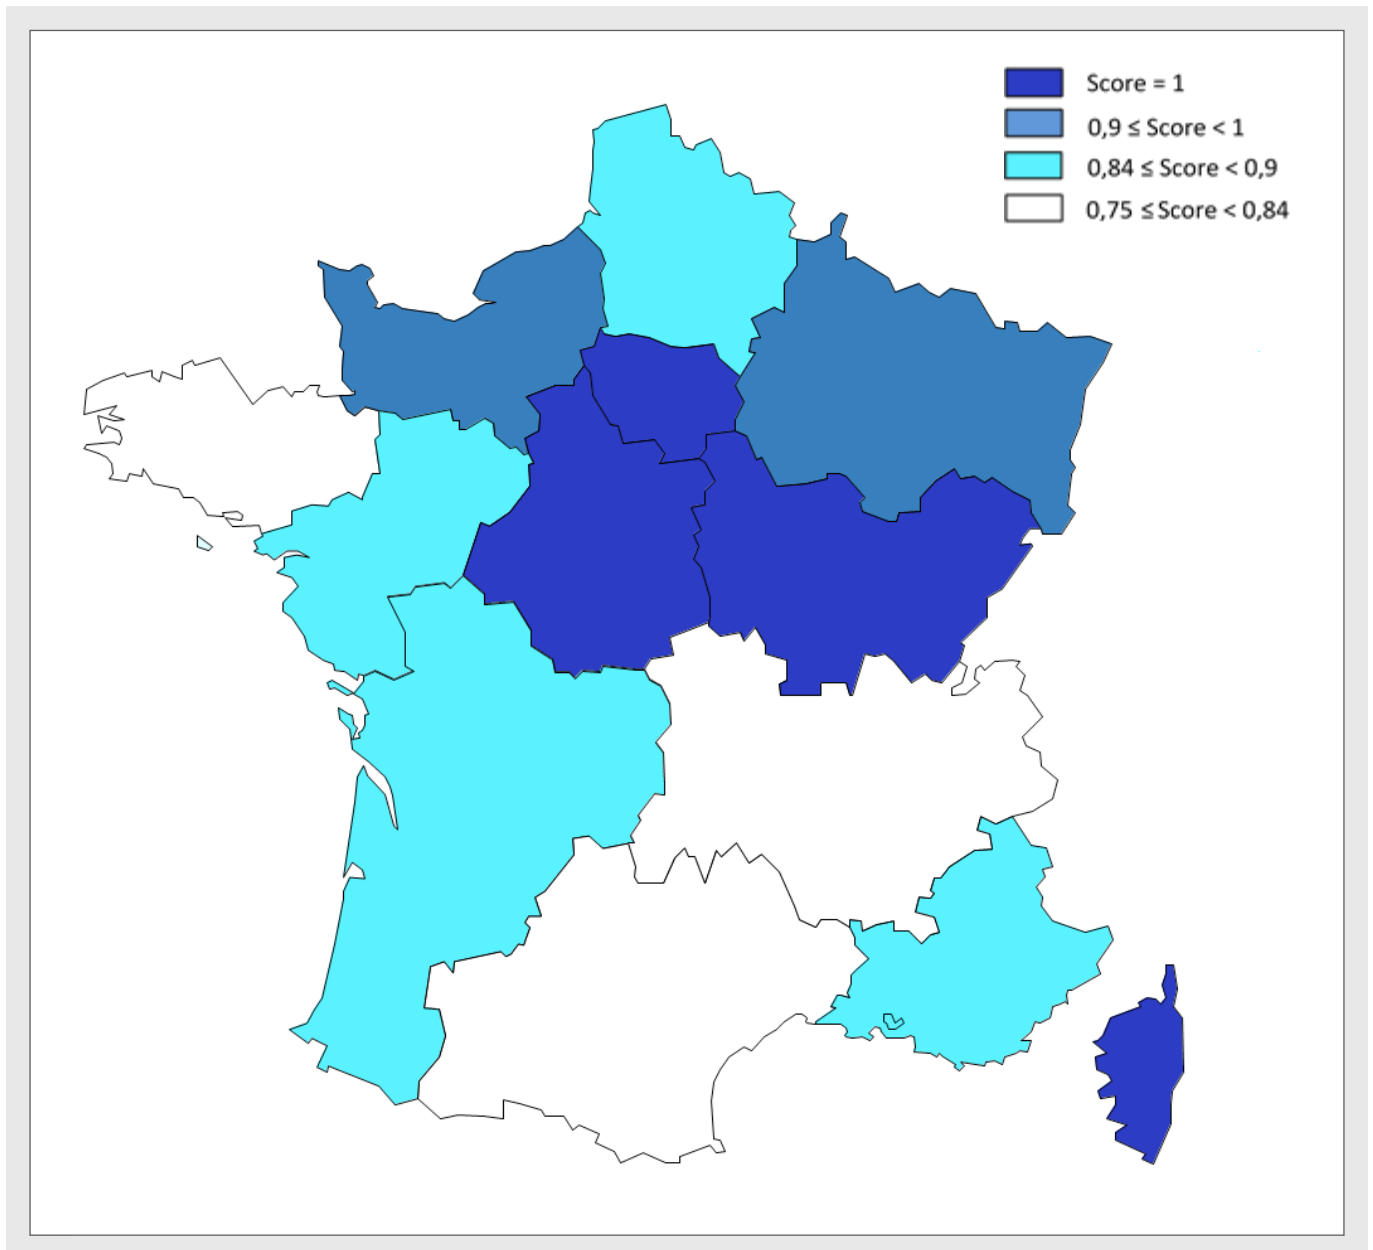 Score = 1
0,9 ≤ Score < 1
0,84 ≤ Score < 0,9
0,75 ≤ Score < 0,84